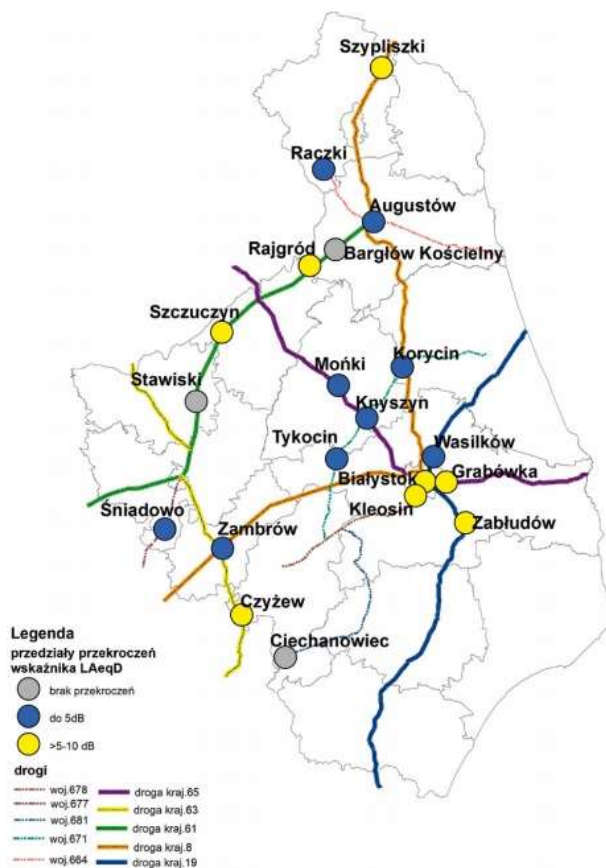 Szypliszki
Raczki
Augustów
Rajgród
Bargłów Kościelny
Szczuczyn
Stawiski
Mońki
Korycin
Knyszyn
Tykocin
Wasilków
Białystok
Grabówka
Kleosin
Zabłudów
Śniadowo
Zambrów
Czyżew
Ciechanowiec
Legenda
przedziały przekroczeń
wskaźnika LAeqD
brak przekroczeń
do 5dB
>5-10 dB
drogi
woj.678
woj.677
woj.681
woj.671
woj.664
droga kraj.65
droga kraj.63
droga kraj.61
droga kraj.8
droga kraj.19